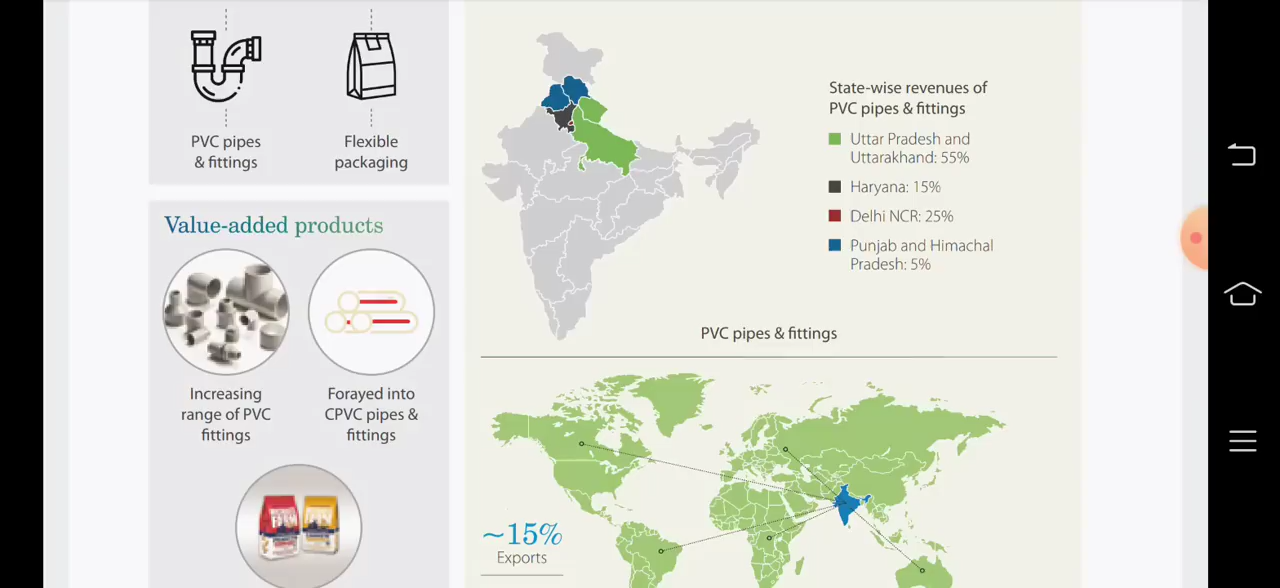 PVC pipes
& fittings
Flexible
packaging
Value-added products
Increasing
range of PVC
fittings
Forayed into
CPVC pipes &
fittings
State-wise revenues of
PVC pipes & fittings
Uttar Pradesh and
Uttarakhand: 55%
Haryana: 15%
Delhi NCR: 25%
Punjab and Himachal
Pradesh: 5%
PVC pipes & fittings
~15%
Exports